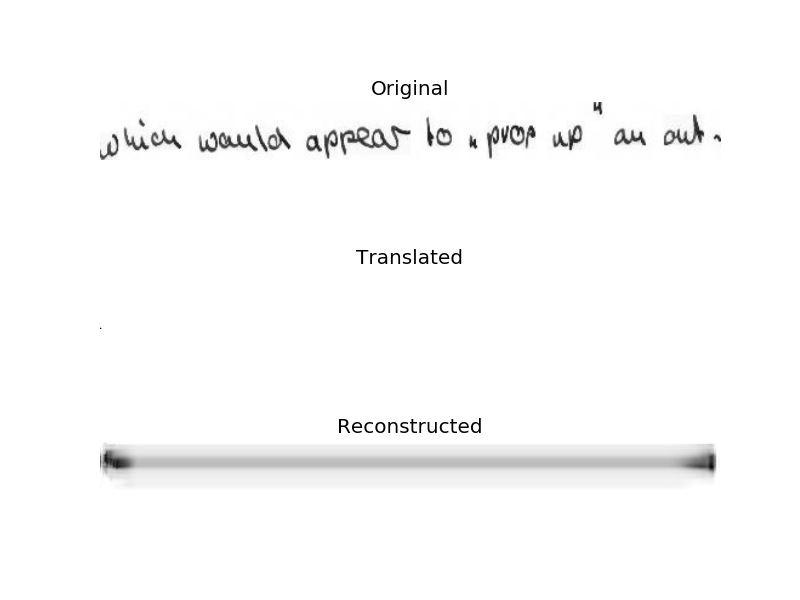 Original
which would appear to „prop up" an out-
Translated
Reconstructed